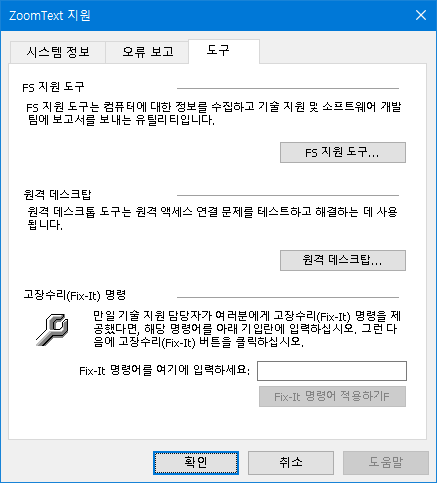 ZoomText 지원
시스템 정보
오류 보고
도구
FS 지원 도구
FS 지원 도구는 컴퓨터에 대한 정보를 수집하고 기술 지원 및 소프트웨어 개발
팀에 보고서를 보내는 유틸리티입니다.
FS 지원 도구...
원격 데스크탑
원격 데스크톱 도구는 원격 액세스 연결 문제를 테스트하고 해결하는 데 사용
됩니다.
원격 데스크탑...
고장수리(Fix-It) 명령
만일 기술 지원 담당자가 여러분에게 고장수리(Fix-It) 명령을 제
공했다면, 해당 명령어를 아래 기입란에 입력하십시오. 그런 다
음에 고장수리(Fix-It) 버튼을 클릭하십시오.
Fix-It 명령어를 여기에 입력하세요:
Fix-It 명령어 적용하기F
확인
취소
도움말